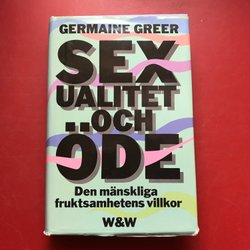 GERMAINE GREER
SEX
UALITET
OCH
ÖDE
Den mänskliga
fruktsamhetens villkor
W&W